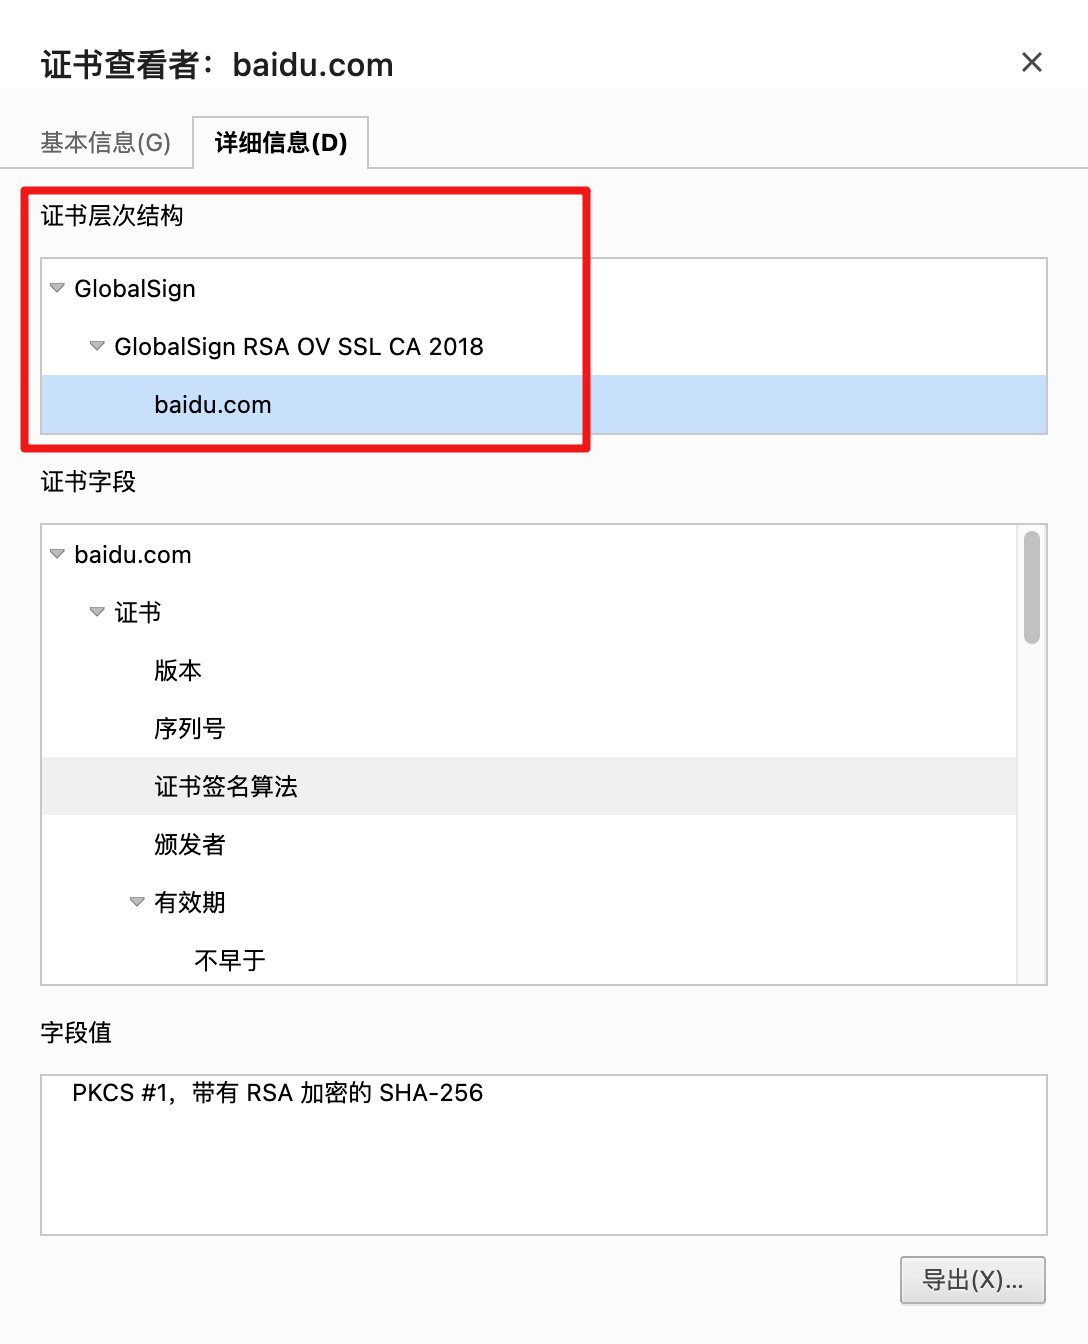 证书查看者：baidu.com
基本信息(G)
详细信息(D)
证书层次结构
GlobalSign
GlobalSign RSA OV SSL CA 2018
baidu.com
证书字段
baidu.com
证书
版本
序列号
证书签名算法
颁发者
有效期
不早于
字段值
PKCS #1，带有 RSA 加密的 SHA-256
导出(X)...